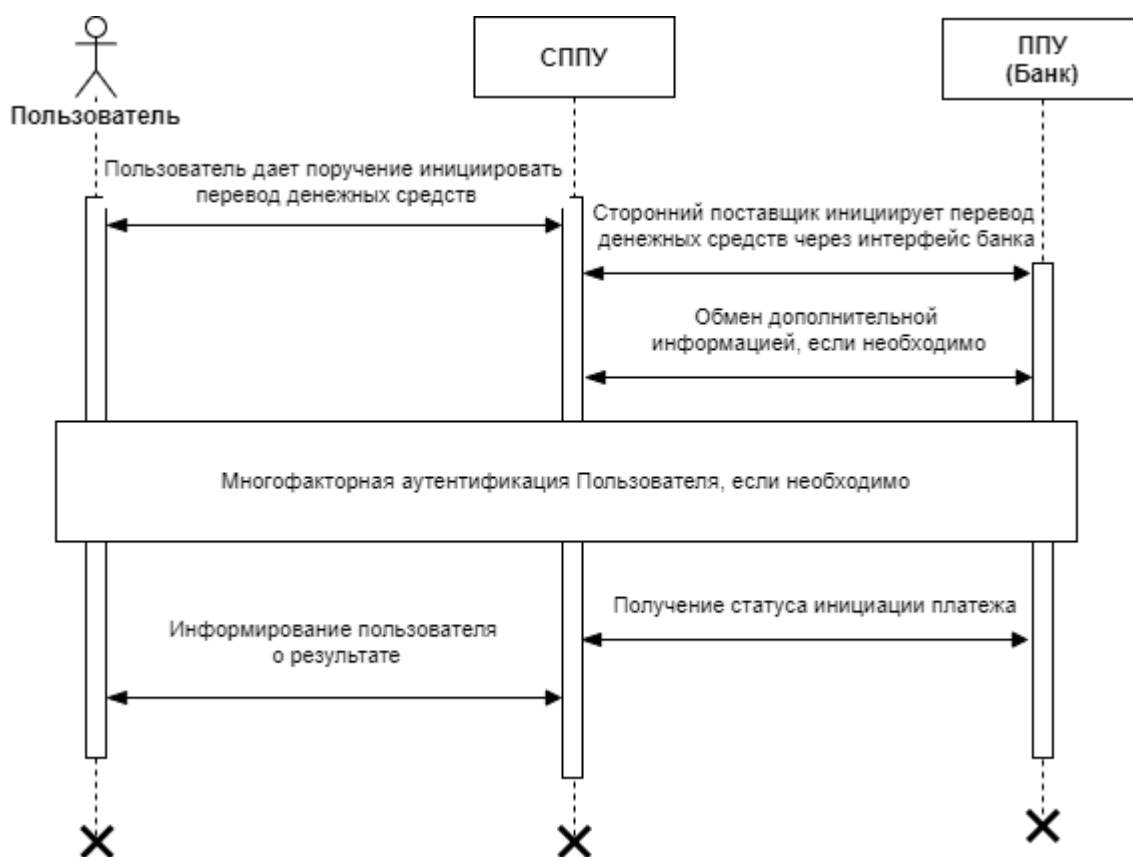 Пользователь
СППУ
ППУ
(Банк)
Пользователь дает поручение инициировать
перевод денежных средств
Сторонний поставщик инициирует перевод
денежных средств через интерфейс банка
Обмен дополнительной
информацией, если необходимо
Многофакторная аутентификация Пользователя, если необходимо
Получение статуса инициации платежа
Информирование пользователя
о результате